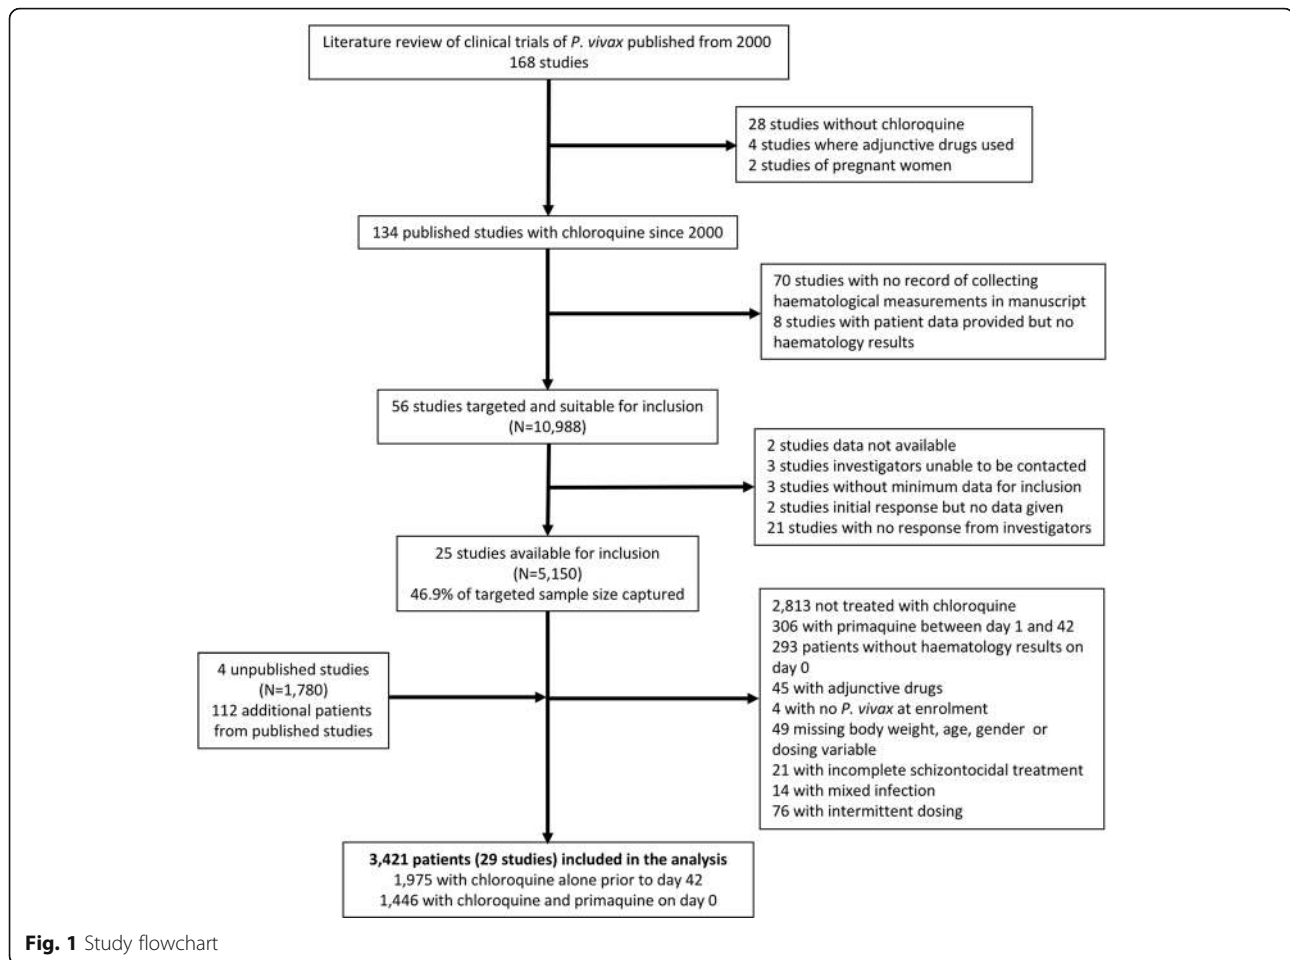 Literature review of clinical trials of P. vivax published from 2000
168 studies
28 studies without chloroquine
4 studies where adjunctive drugs used
2 studies of pregnant women
134 published studies with chloroquine since 2000
70 studies with no record of collecting
haematological measurements in manuscript
8 studies with patient data provided but no
haematology results
56 studies targeted and suitable for inclusion
(N=10,988)
2 studies data not available
3 studies investigators unable to be contacted
3 studies without minimum data for inclusion
2 studies initial response but no data given
21 studies with no response from investigators
25 studies available for inclusion
(N=5,150)
46.9% of targeted sample size captured
4 unpublished studies
(N=1,780)
112 additional patients
from published studies
2,813 not treated with chloroquine
306 with primaquine between day 1 and 42
293 patients without haematology results on
day 0
45 with adjunctive drugs
4 with no P. vivax at enrolment
49 missing body weight, age, gender or
dosing variable
21 with incomplete schizontocidal treatment
14 with mixed infection
76 with intermittent dosing
3,421 patients (29 studies) included in the analysis
1,975 with chloroquine alone prior to day 42
1,446 with chloroquine and primaquine on day 0
Fig. 1 Study flowchart